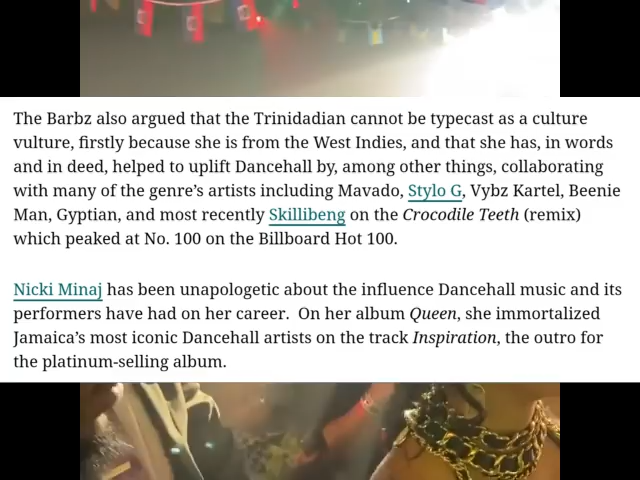 The Barbz also argued that the Trinidadian cannot be typecast as a culture
vulture, firstly because she is from the West Indies, and that she has, in words
and in deed, helped to uplift Dancehall by, among other things, collaborating
with many of the genre’s artists including Mavado, Stylo G, Vybz Kartel, Beenie
Man, Gyptian, and most recently Skillibeng on the Crocodile Teeth (remix)
which peaked at No. 100 on the Billboard Hot 100.
Nicki Minaj has been unapologetic about the influence Dancehall music and its
performers have had on her career.  On her album Queen, she immortalized
Jamaica’s most iconic Dancehall artists on the track Inspiration, the outro for
the platinum-selling album.